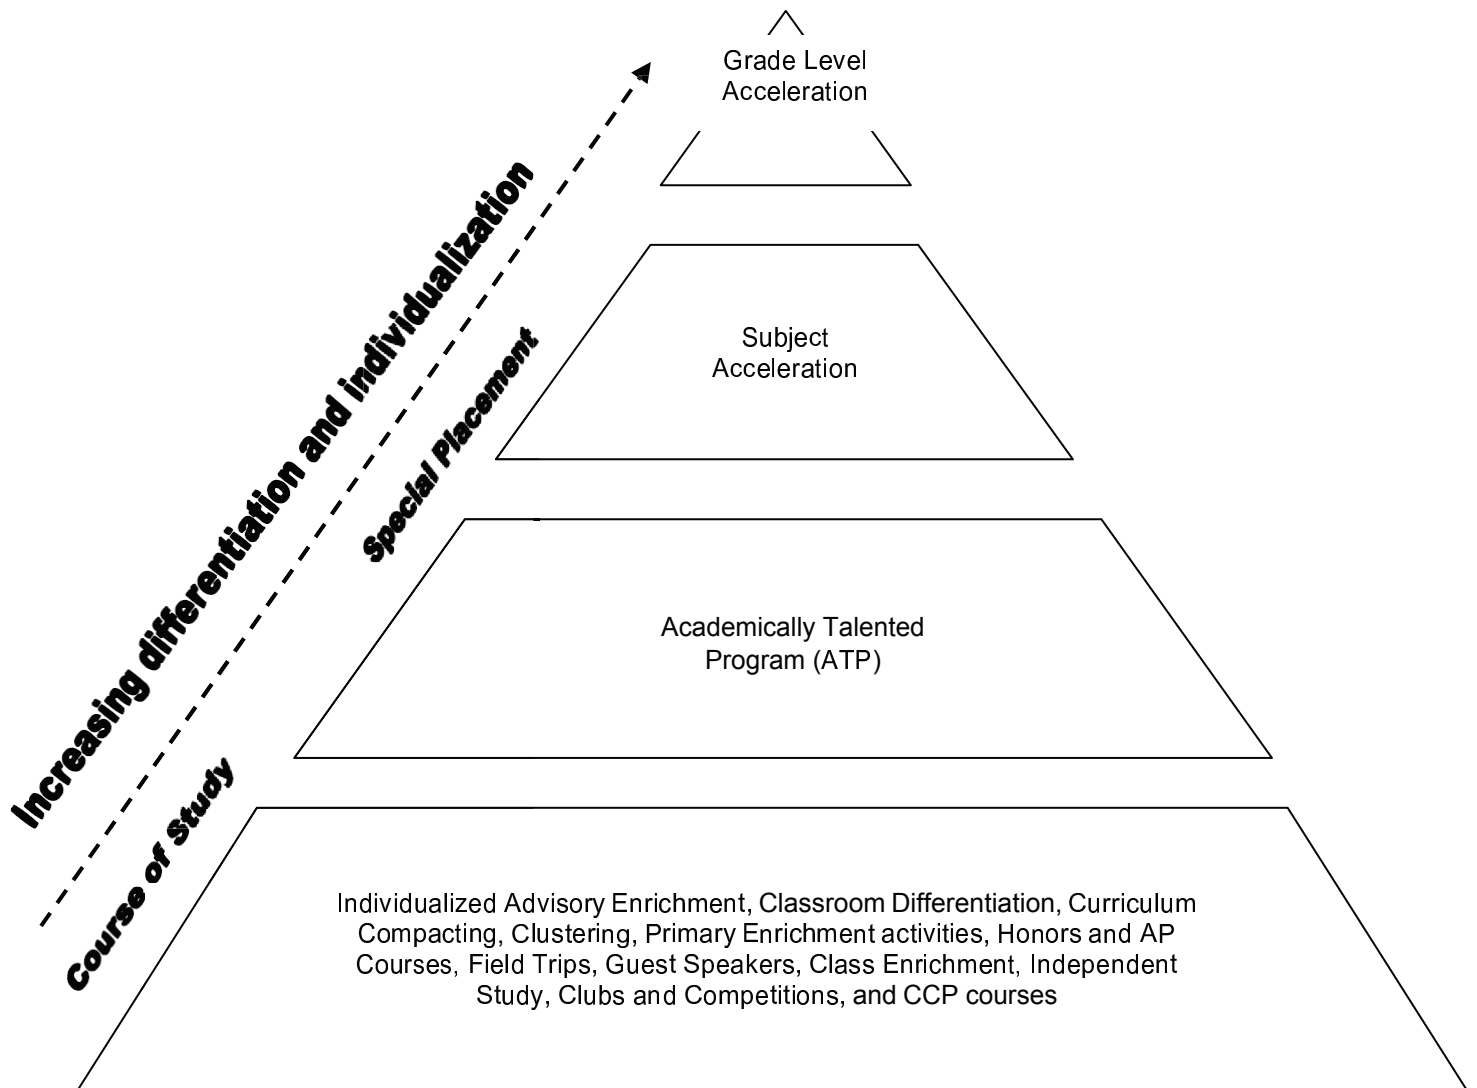 Grade Level
Acceleration
Increasing differentiation and individualization
Special Placement
Subject
Acceleration
Academically Talented
Program (ATP)
Course of Study
Individualized Advisory Enrichment, Classroom Differentiation, Curriculum
Compacting, Clustering, Primary Enrichment activities, Honors and AP
Courses, Field Trips, Guest Speakers, Class Enrichment, Independent
Study, Clubs and Competitions, and CCP courses